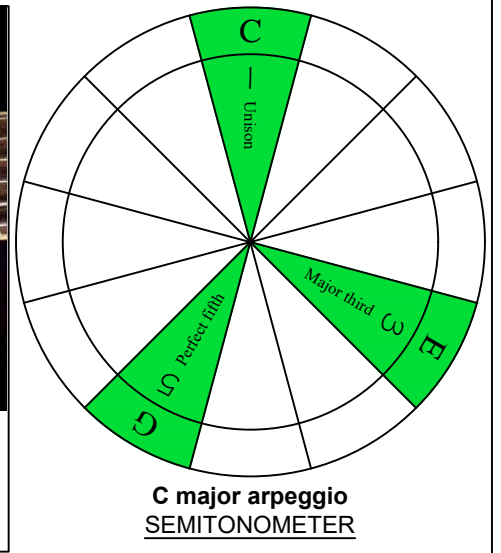 C
1 Unison
Major third 3
E
Perfect fifth
5
G
C major arpeggio
SEMITONOMETER